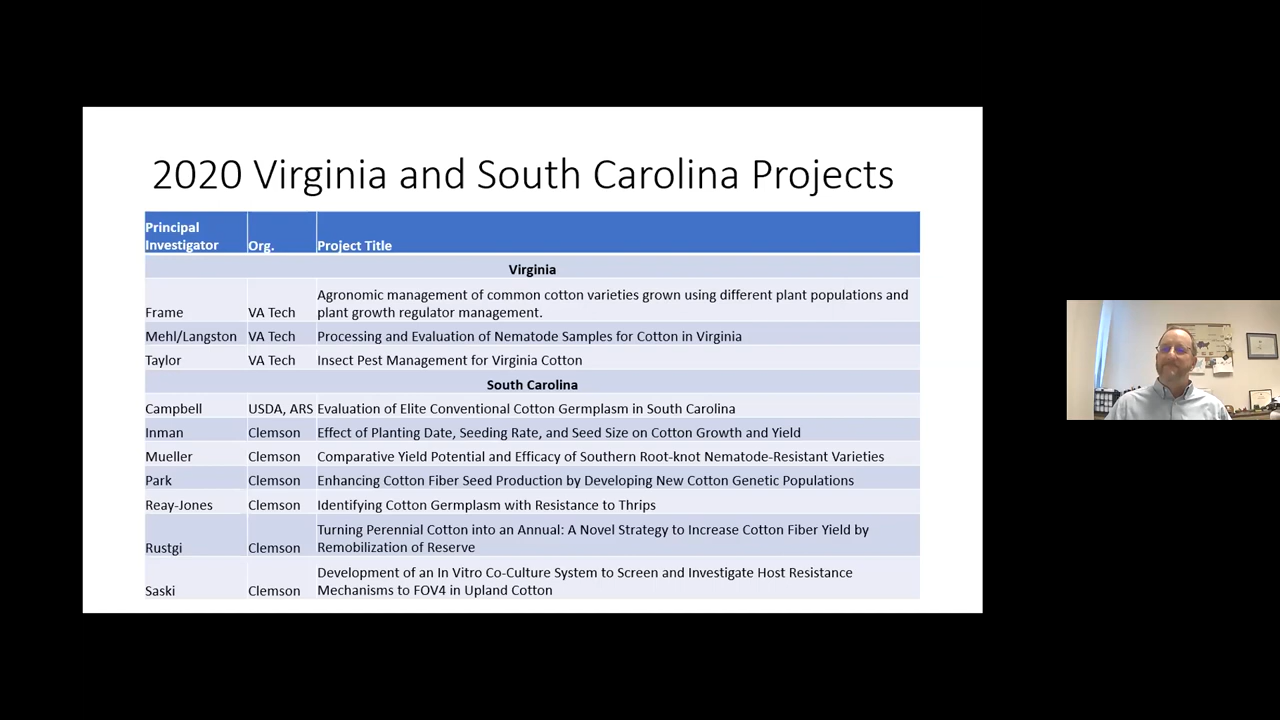 2020 Virginia and South Carolina Projects
Principal
Investigator Org. Project Title
Virginia
Agronomic management of common cotton varieties grown using different plant populations and
Frame VA Tech plant growth regulator management.
Mehl/Langston VA Tech Processing and Evaluation of Nematode Samples for Cotton in Virginia
Taylor VA Tech Insect Pest Management for Virginia Cotton
South Carolina
Campbell USDA, ARS Evaluation of Elite Conventional Cotton Germplasm in South Carolina
Inman Clemson Effect of Planting Date, Seeding Rate, and Seed Size on Cotton Growth and Yield
Mueller Clemson Comparative Yield Potential and Efficacy of Southern Root-knot Nematode-Resistant Varieties
Park Clemson Enhancing Cotton Fiber Seed Production by Developing New Cotton Genetic Populations
Reay-Jones Clemson Identifying Cotton Germplasm with Resistance to Thrips
Turning Perennial Cotton into an Annual: A Novel Strategy to Increase Cotton Fiber Yield by
Rustgi Clemson Remobilization of Reserve
Development of an In Vitro Co-Culture System to Screen and Investigate Host Resistance
Saski Clemson Mechanisms to FOV4 in Upland Cotton